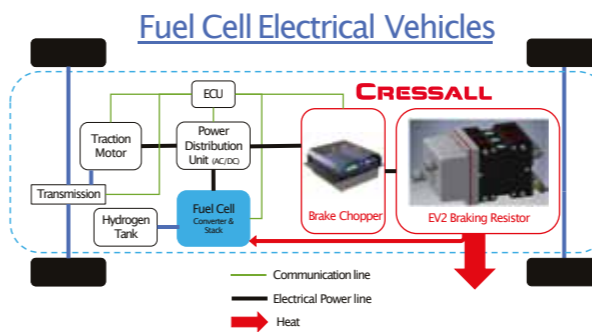 Fuel Cell Electrical Vehicles
ECU
CRESSALL
Traction
Motor
Power
Distribution
Unit (AC/DC)
Transmission
Hydrogen
Tank
Fuel Cell
Converter &
Stack
Brake Chopper
EV2 Braking Resistor
Communication line
Electrical Power line
Heat